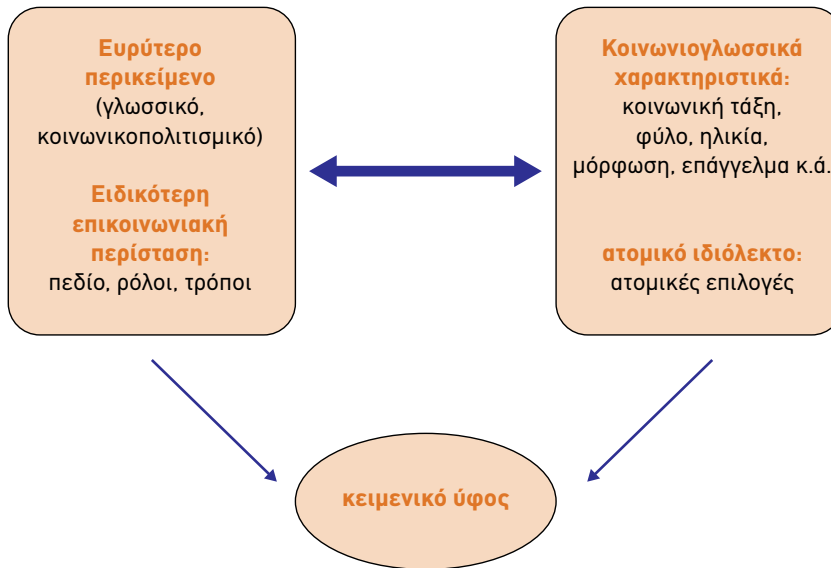 Ευρύτερο
περικείμενο
(γλωσσικό,
κοινωνικοπολιτισμικό)
Ειδικότερη
επικοινωνιακή
περίσταση:
πεδίο, ρόλοι, τρόποι
Κοινωνιογλωσσικά
χαρακτηριστικά:
κοινωνική τάξη,
φύλο, ηλικία,
μόρφωση, επάγγελμα κ.ά.
ατομικό ιδιόλεκτο:
ατομικές επιλογές
κειμενικό ύφος